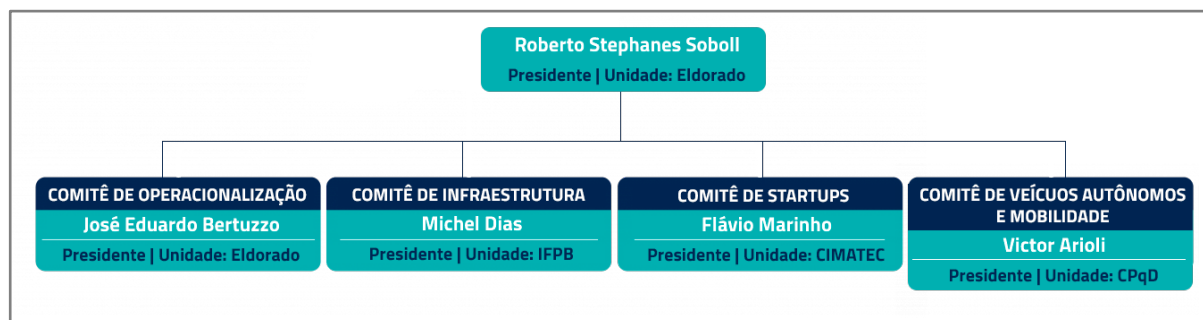 Roberto Stephanes Soboll
Presidente | Unidade: Eldorado
COMITÊ DE OPERACIONALIZAÇÃO
José Eduardo Bertuzzo
Presidente | Unidade: Eldorado
COMITÊ DE INFRAESTRUTURA
Michel Dias
Presidente | Unidade: IFPB
COMITÊ DE STARTUPS
Flávio Marinho
Presidente | Unidade: CIMATEC
COMITÊ DE VEÍCUOS AUTÔNOMOS
E MOBILIDADE
Victor Arioli
Presidente | Unidade: CPqD